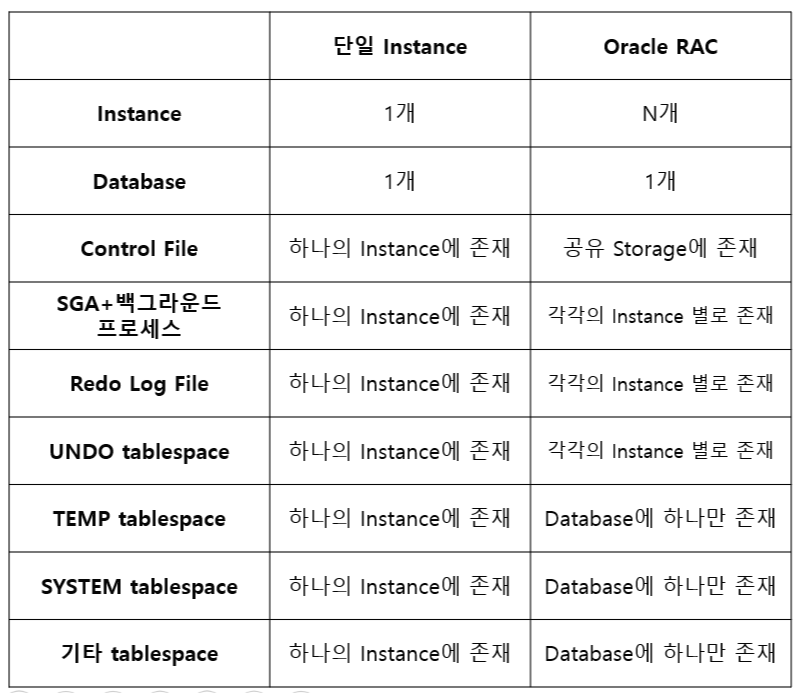 단일 Instance Oracle RAC
Instance 1개 N개
Database 1개 1개
Control File 하나의 Instance에 존재 공유 Storage에 존재
SGA+백그라운드
프로세스 하나의 Instance에 존재 각각의 Instance 별로 존재
Redo Log File 하나의 Instance에 존재 각각의 Instance 별로 존재
UNDO tablespace 하나의 Instance에 존재 각각의 Instance 별로 존재
TEMP tablespace 하나의 Instance에 존재 Database에 하나만 존재
SYSTEM tablespace 하나의 Instance에 존재 Database에 하나만 존재
기타 tablespace 하나의 Instance에 존재 Database에 하나만 존재